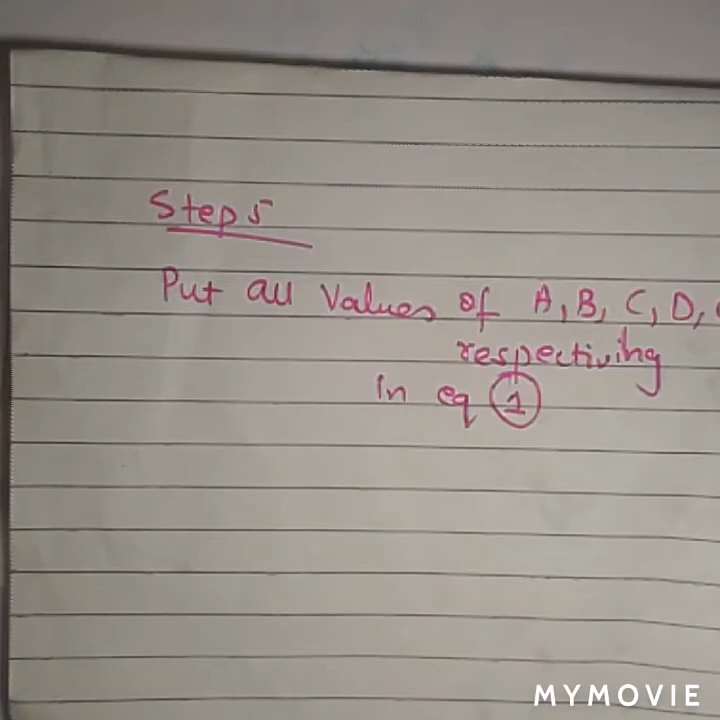 Step 5
Put all values of A, B, C, D,
respectiving
in eq 1
MYMOVIE